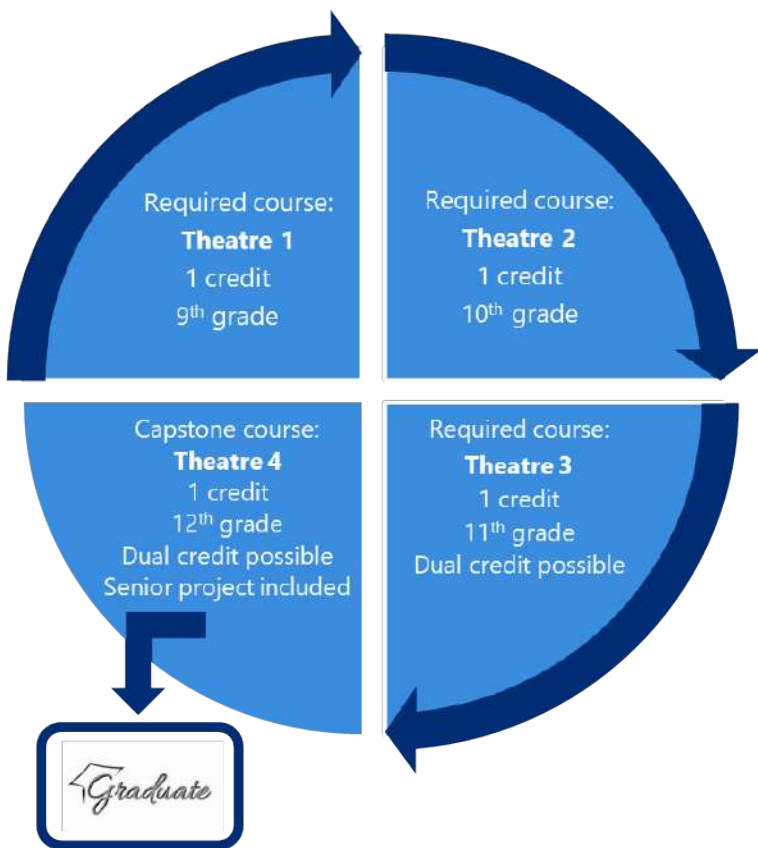 Required course:
Theatre 1
1 credit
9th grade
Required course:
Theatre 2
1 credit
10th grade
Required course:
Theatre 3
1 credit
11th grade
Dual credit possible
Capstone course:
Theatre 4
1 credit
12th grade
Dual credit possible
Senior project included
Graduate